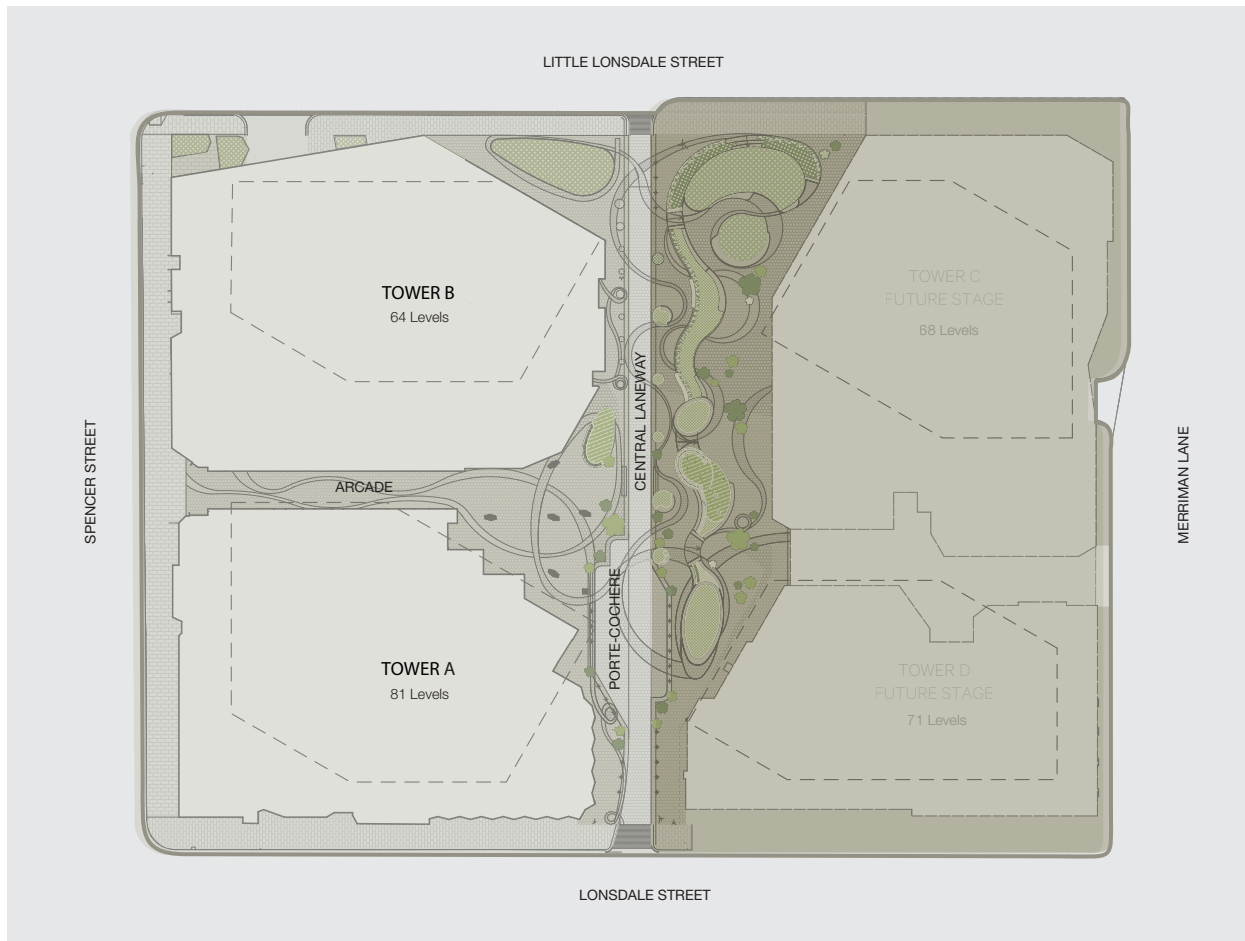 LITTLE LONSDALE STREET
TOWER B
64 Levels
TOWER C
FUTURE STAGE
68 Levels
CENTRAL LANEWAY
SPENCER STREET
MERRIMAN LANE
ARCADE
PORTE-COCHERE
TOWER A
81 Levels
TOWER D
FUTURE STAGE
71 Levels
LONSDALE STREET